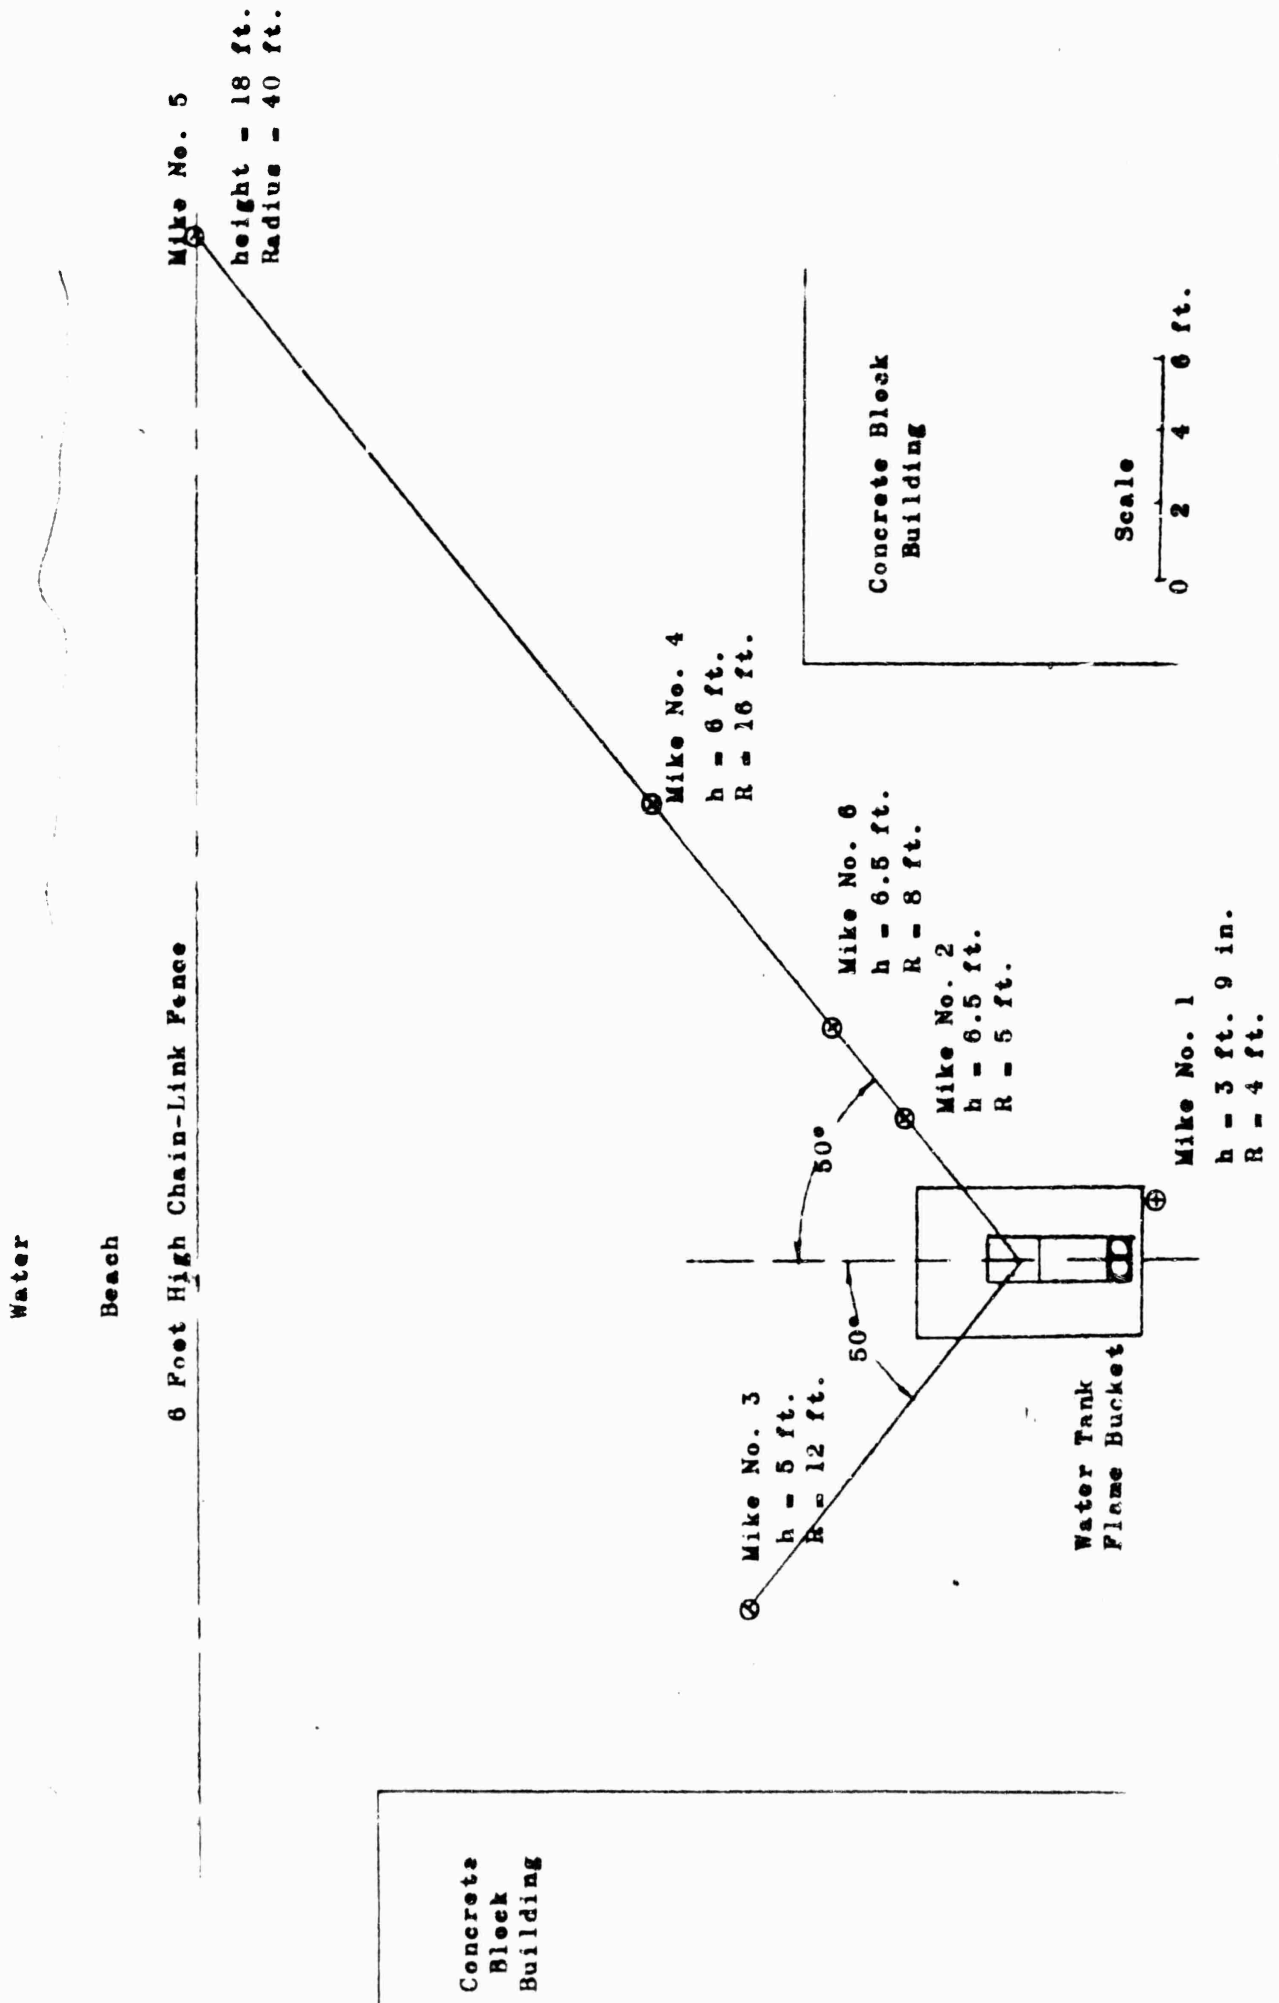 Water
Beach
6 Foot High Chain-Link Fence
Mike No. 5
height = 18 ft.
Radius = 40 ft.
Mike No. 4
h = 6 ft.
R = 16 ft.
Mike No. 6
h = 6.5 ft.
R = 8 ft.
Mike No. 2
h = 6.5 ft.
R = 5 ft.
50°
50°
Mike No. 3
h = 5 ft.
R = 12 ft.
Mike No. 1
h = 3 ft. 9 in.
R = 4 ft.
Water Tank
Flame Bucket
Concrete
Block
Building
Concrete Block
Building
Scale
0 2 4 6 ft.